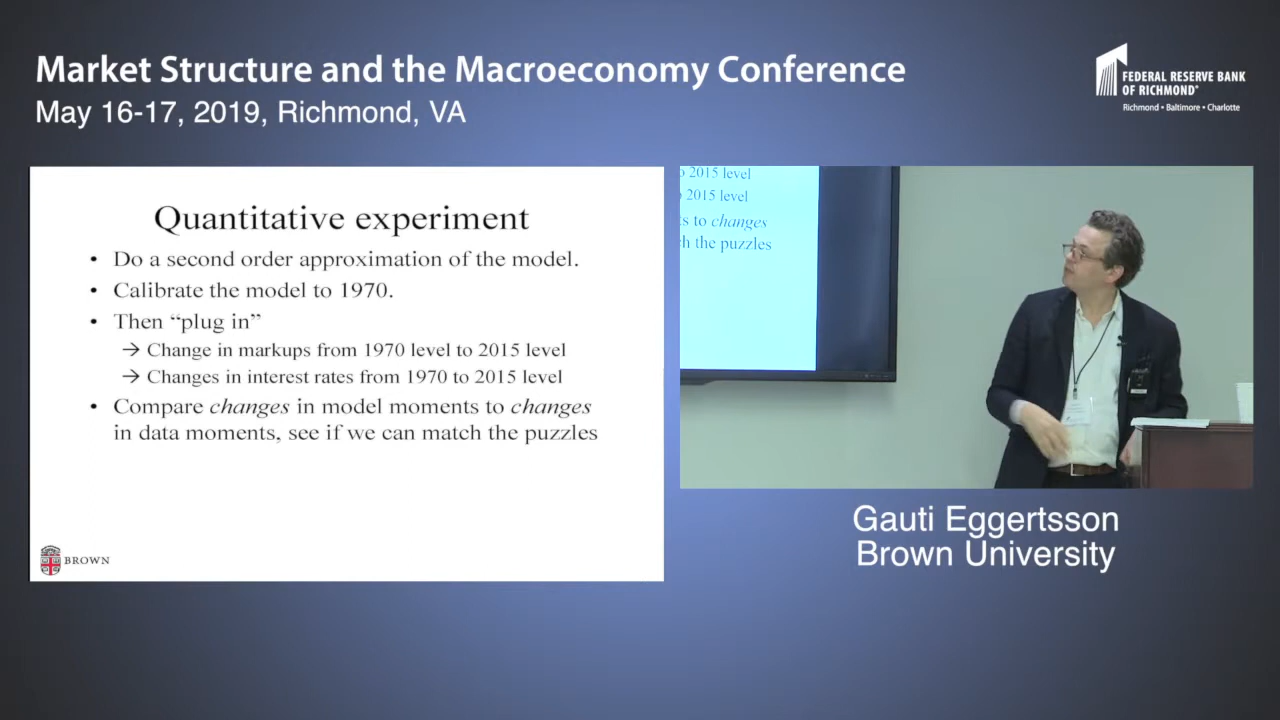 Market Structure and the Macroeconomy Conference
May 16-17, 2019, Richmond, VA
FEDERAL RESERVE BANK
OF RICHMOND®
Richmond • Baltimore • Charlotte
Quantitative experiment
• Do a second order approximation of the model.
• Calibrate the model to 1970.
• Then “plug in”
→ Change in markups from 1970 level to 2015 level
→ Changes in interest rates from 1970 to 2015 level
• Compare changes in model moments to changes
in data moments, see if we can match the puzzles
BROWN
2015 level
2015 level
to changes
the puzzles
Gauti Eggertsson
Brown University